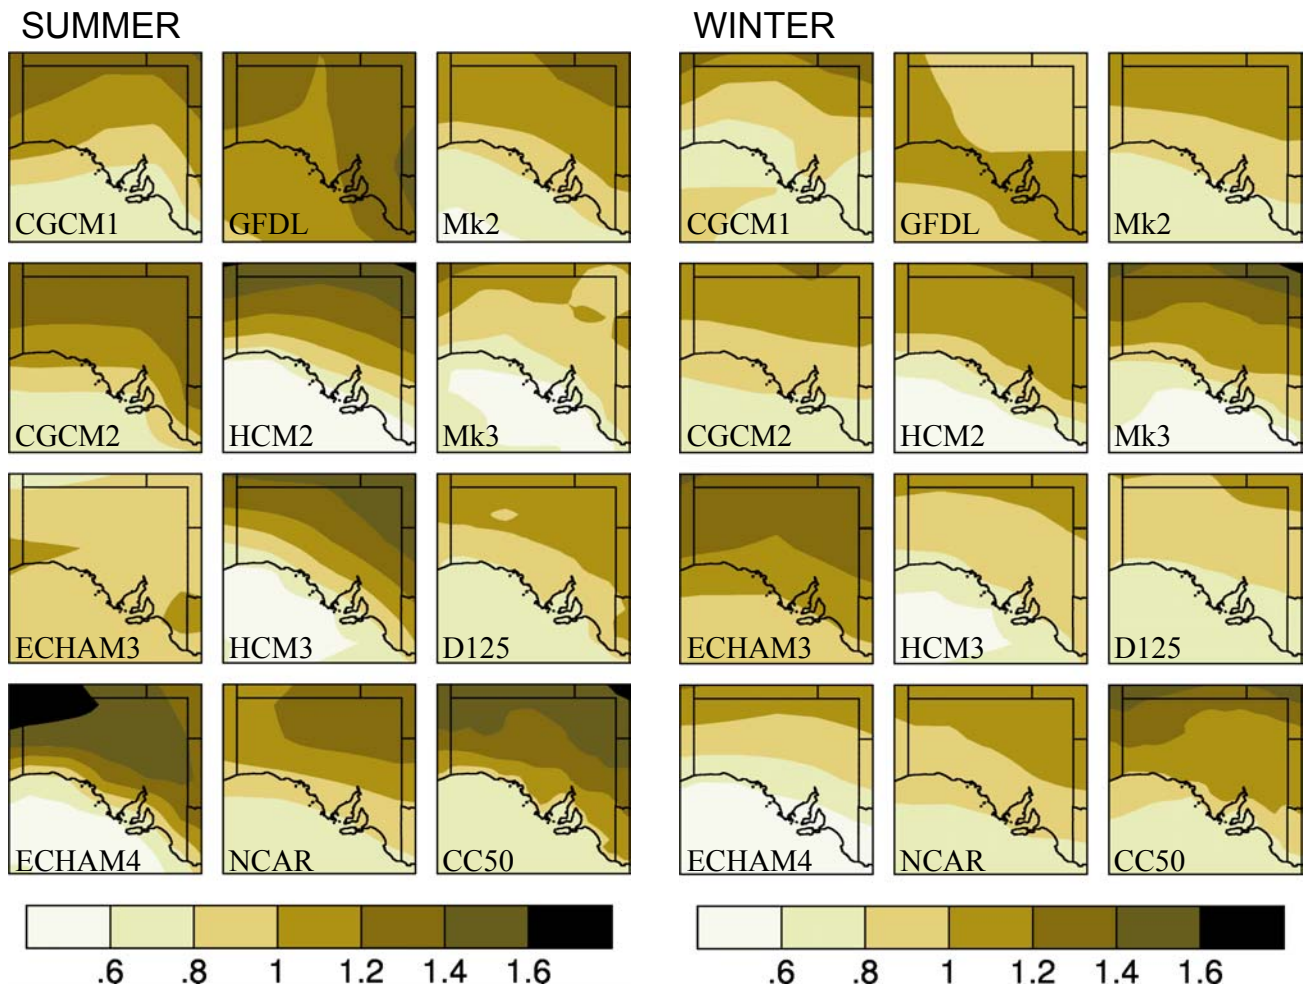 SUMMER WINTER
CGCM1 GFDL Mk2 CGCM1 GFDL Mk2
CGCM2 HCM2 Mk3 CGCM2 HCM2 Mk3
ECHAM3 HCM3 D125 ECHAM3 HCM3 D125
ECHAM4 NCAR CC50 ECHAM4 NCAR CC50
.6 .8 1 1.2 1.4 1.6 .6 .8 1 1.2 1.4 1.6